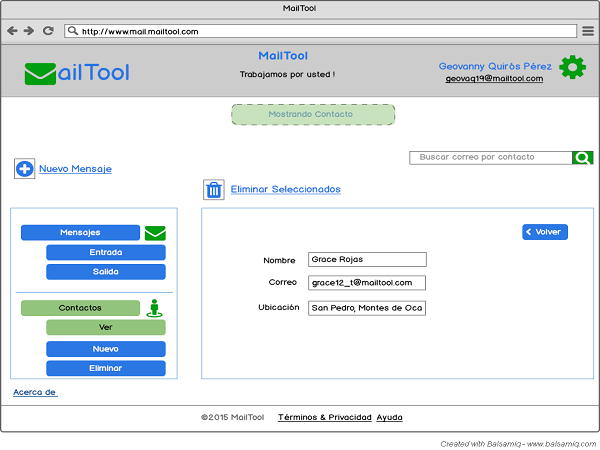 MailTool
http://www.mail.mailtool.com
MailTool
ailTool
Trabajamos por usted !
Geovanny Quirós Pérez
geovaq19@mailtool.com
Mostrando Contacto
Buscar correo por contacto
Nuevo Mensaje
Eliminar Seleccionados
Mensajes
Entrada
Salida
Contactos
Ver
Nuevo
Eliminar
Volver
Nombre Grace Rojas
Correo grace12_t@mailtool.com
Ubicación San Pedro, Montes de Oca
Acerca de
©2015 MailTool Términos & Privacidad Ayuda
Created with Balsamiq - www.balsamiq.com